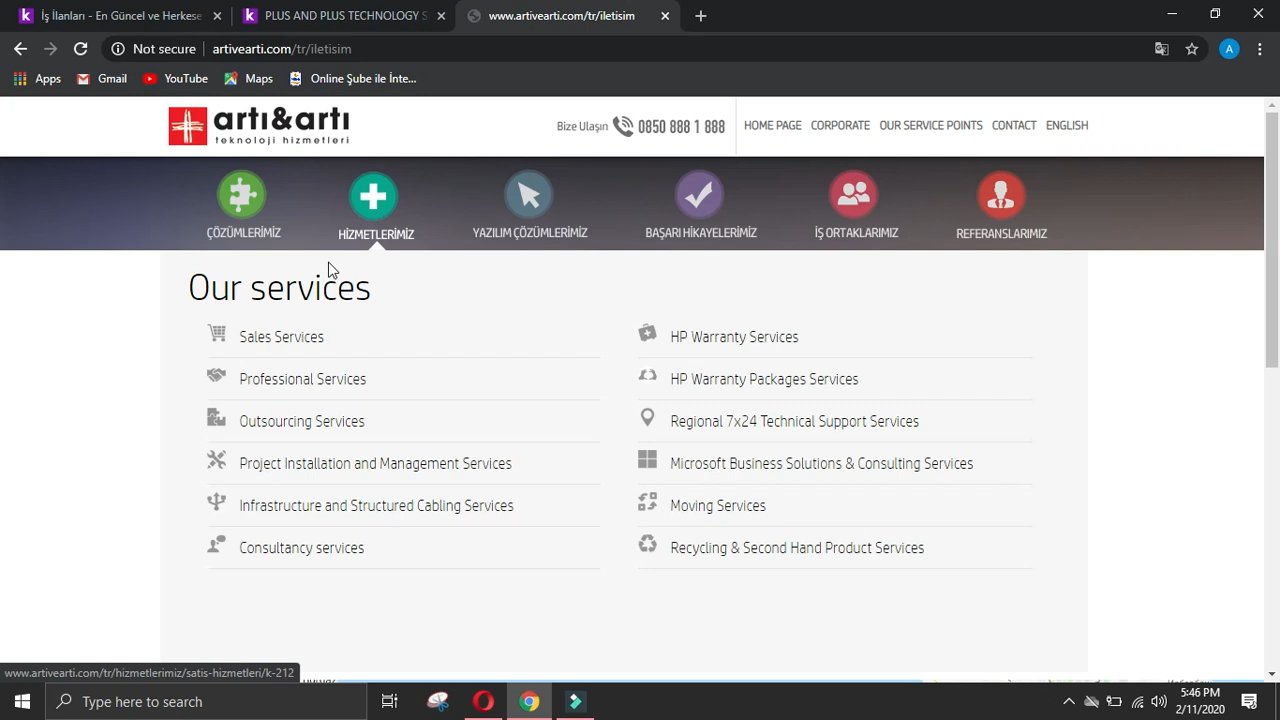 İş İlanları - En Güncel ve Herkese
PLUS AND PLUS TECHNOLOGY S
www.artivearti.com/tr/iletisim
Not secure
artivearti.com/tr/iletisim
A
Apps
Gmail
YouTube
Maps
Online Şube ile İnte...
artı&artı
teknoloji hizmetleri
Bize Ulaşın
0850 888 1 888
HOME PAGE
CORPORATE
OUR SERVICE POINTS
CONTACT
ENGLISH
ÇÖZÜMLERİMİZ
HİZMETLERİMİZ
YAZILIM ÇÖZÜMLERİMİZ
BAŞARI HİKAYELERİMİZ
İŞ ORTAKLARIMIZ
REFERANSLARIMIZ
Our services
Sales Services
Professional Services
Outsourcing Services
Project Installation and Management Services
Infrastructure and Structured Cabling Services
Consultancy services
HP Warranty Services
HP Warranty Packages Services
Regional 7x24 Technical Support Services
Microsoft Business Solutions & Consulting Services
Moving Services
Recycling & Second Hand Product Services
www.artivearti.com/tr/hizmetlerimiz/satis-hizmetleri/k-212
Type here to search
5:46 PM
2/11/2020